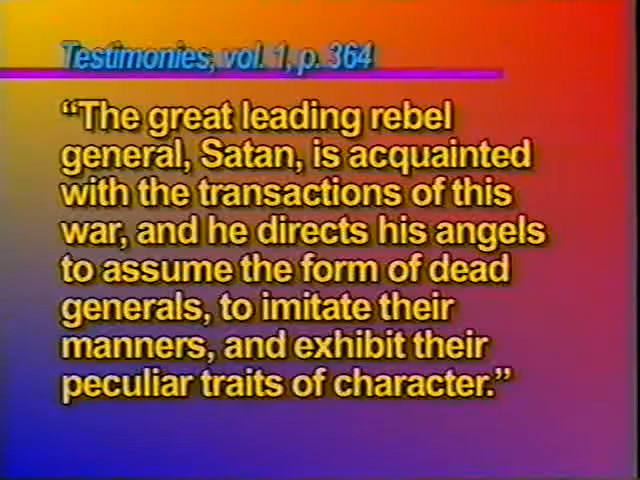 Testimonies, vol. 1, p. 364
“The great leading rebel
general, Satan, is acquainted
with the transactions of this
war, and he directs his angels
to assume the form of dead
generals, to imitate their
manners, and exhibit their
peculiar traits of character.”